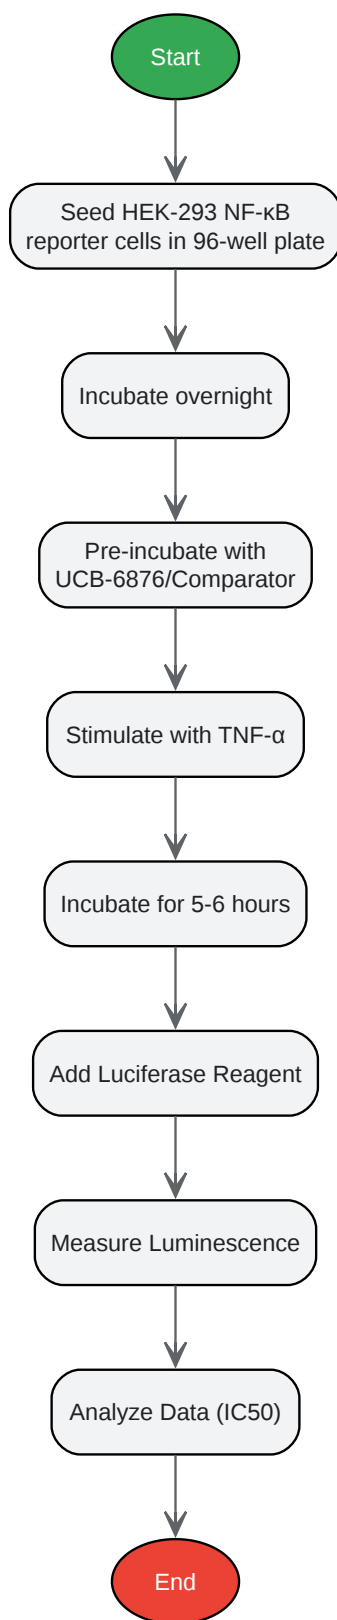 Start
Seed HEK-293 NF-κB
reporter cells in 96-well plate
Incubate overnight
Pre-incubate with
UCB-6876/Comparator
Stimulate with TNF-α
Incubate for 5-6 hours
Add Luciferase Reagent
Measure Luminescence
Analyze Data (IC50)
End